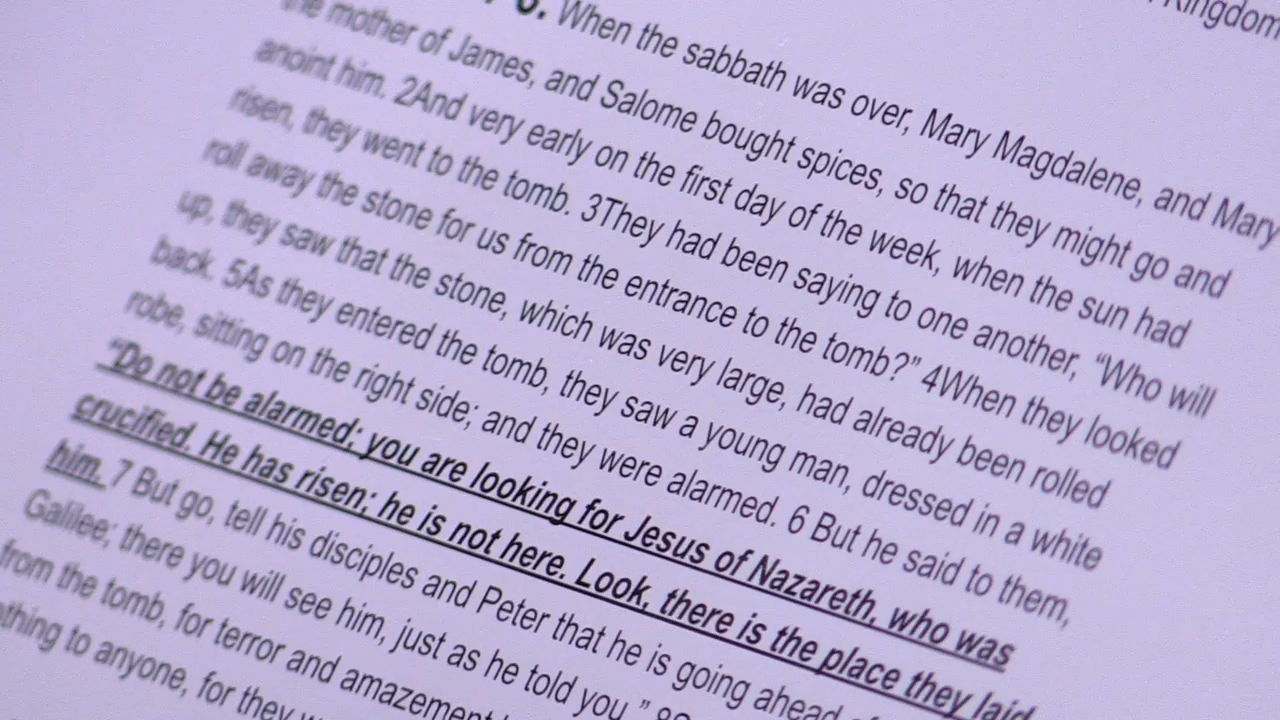 Kingdom
6. When the sabbath was over, Mary Magdalene, and Mary
the mother of James, and Salome bought spices, so that they might go and
anoint him. 2And very early on the first day of the week, when the sun had
risen, they went to the tomb. 3They had been saying to one another, “Who will
roll away the stone for us from the entrance to the tomb?” 4When they looked
up, they saw that the stone, which was very large, had already been rolled
back. 5As they entered the tomb, they saw a young man, dressed in a white
robe, sitting on the right side; and they were alarmed. 6 But he said to them,
“Do not be alarmed; you are looking for Jesus of Nazareth, who was
crucified. He has risen; he is not here. Look, there is the place they laid
him. 7 But go, tell his disciples and Peter that he is going ahead
Galilee; there you will see him, just as he told you.”
from the tomb, for terror and amazement
to anyone, for they